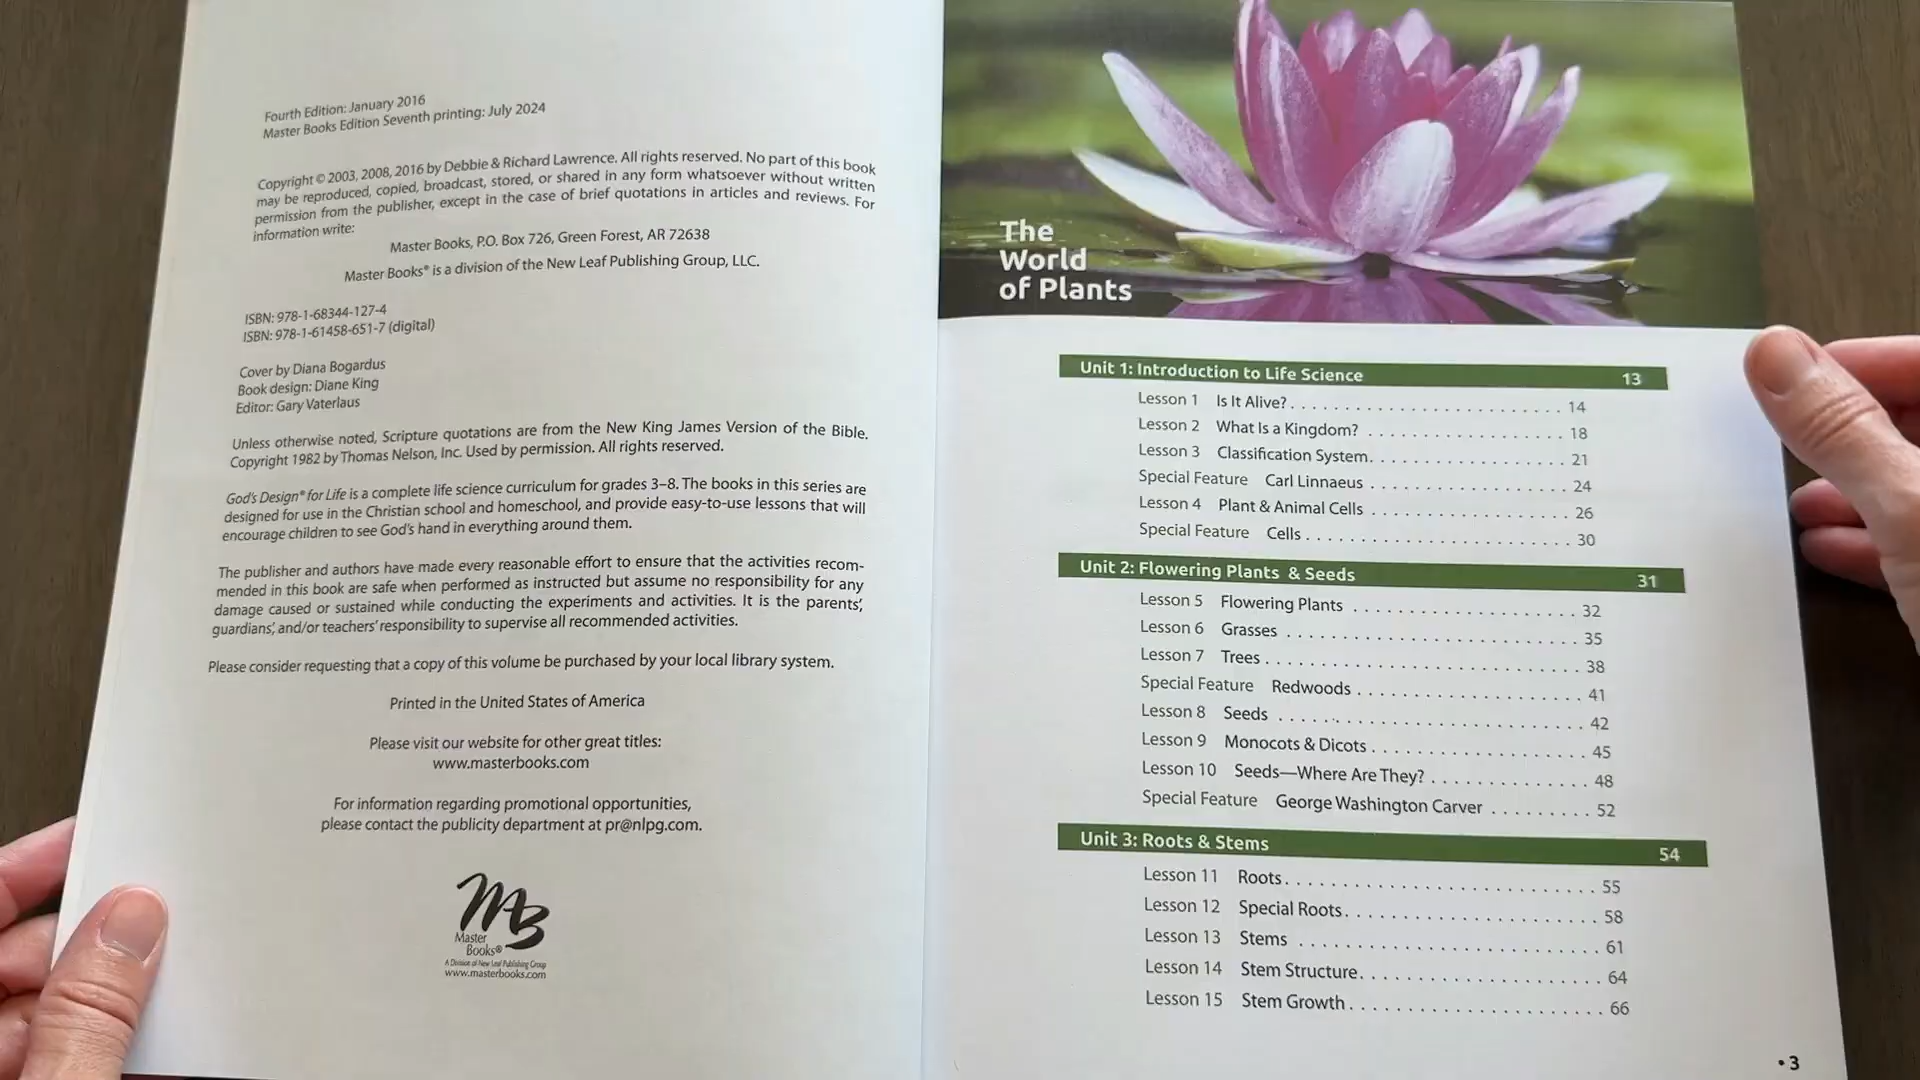 Fourth Edition: January 2016
Master Books Edition Seventh printing: July 2024
Copyright © 2003, 2008, 2016 by Debbie & Richard Lawrence. All rights reserved. No part of this book
may be reproduced, copied, broadcast, stored, or shared in any form whatsoever without written
permission from the publisher, except in the case of brief quotations in articles and reviews. For
information write:
Master Books, P.O. Box 726, Green Forest, AR 72638
Master Books® is a division of the New Leaf Publishing Group, LLC.
ISBN: 978-1-68344-127-4
ISBN: 978-1-61458-651-7 (digital)
Cover by Diana Bogardus
Book design: Diane King
Editor: Gary Vaterlaus
Unless otherwise noted, Scripture quotations are from the New King James Version of the Bible.
Copyright 1982 by Thomas Nelson, Inc. Used by permission. All rights reserved.
God's Design® for Life is a complete life science curriculum for grades 3–8. The books in this series are
designed for use in the Christian school and homeschool, and provide easy-to-use lessons that will
encourage children to see God's hand in everything around them.
The publisher and authors have made every reasonable effort to ensure that the activities recom-
mended in this book are safe when performed as instructed but assume no responsibility for any
damage caused or sustained while conducting the experiments and activities. It is the parents',
guardians', and/or teachers' responsibility to supervise all recommended activities.
Please consider requesting that a copy of this volume be purchased by your local library system.
Printed in the United States of America
Please visit our website for other great titles:
www.masterbooks.com
For information regarding promotional opportunities,
please contact the publicity department at pr@nlpg.com.
MB
Master
Books®
A Division of New Leaf Publishing Group
www.masterbooks.com
The
World
of Plants
Unit 1: Introduction to Life Science 13
Lesson 1 Is It Alive? . . . . . . . . . . . . . . . . . . . . . . . . . 14
Lesson 2 What Is a Kingdom? . . . . . . . . . . . . . . . . . . 18
Lesson 3 Classification System. . . . . . . . . . . . . . . . . . 21
Special Feature Carl Linnaeus . . . . . . . . . . . . . . . . . . 24
Lesson 4 Plant & Animal Cells . . . . . . . . . . . . . . . . . . 26
Special Feature Cells . . . . . . . . . . . . . . . . . . . . . . . . 30
Unit 2: Flowering Plants & Seeds 31
Lesson 5 Flowering Plants . . . . . . . . . . . . . . . . . . . . 32
Lesson 6 Grasses . . . . . . . . . . . . . . . . . . . . . . . . . . 35
Lesson 7 Trees . . . . . . . . . . . . . . . . . . . . . . . . . . . . 38
Special Feature Redwoods . . . . . . . . . . . . . . . . . . . . 41
Lesson 8 Seeds . . . . . . . . . . . . . . . . . . . . . . . . . . . 42
Lesson 9 Monocots & Dicots . . . . . . . . . . . . . . . . . . . 45
Lesson 10 Seeds—Where Are They? . . . . . . . . . . . . . . 48
Special Feature George Washington Carver . . . . . . . . . 52
Unit 3: Roots & Stems 54
Lesson 11 Roots. . . . . . . . . . . . . . . . . . . . . . . . . . . 55
Lesson 12 Special Roots. . . . . . . . . . . . . . . . . . . . . . 58
Lesson 13 Stems . . . . . . . . . . . . . . . . . . . . . . . . . . 61
Lesson 14 Stem Structure. . . . . . . . . . . . . . . . . . . . . 64
Lesson 15 Stem Growth . . . . . . . . . . . . . . . . . . . . . . 66
• 3